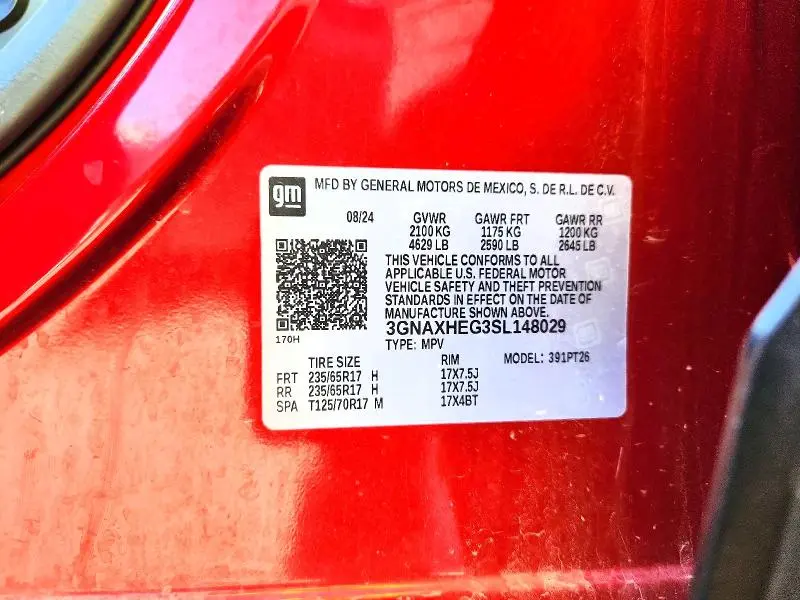 gm MFD BY GENERAL MOTORS DE MEXICO, S. DE R.L. DE C.V.
08/24 GVWR GAWR FRT GAWR RR
2100 KG 1175 KG 1200 KG
4629 LB 2590 LB 2645 LB
THIS VEHICLE CONFORMS TO ALL
APPLICABLE U.S. FEDERAL MOTOR
VEHICLE SAFETY AND THEFT PREVENTION
STANDARDS IN EFFECT ON THE DATE OF
MANUFACTURE SHOWN ABOVE.
3GNAXHEG3SL148029
170H
TYPE: MPV
TIRE SIZE RIM MODEL: 391PT26
FRT 235/65R17 H 17X7.5J
RR 235/65R17 H 17X7.5J
SPA T125/70R17 M 17X4BT